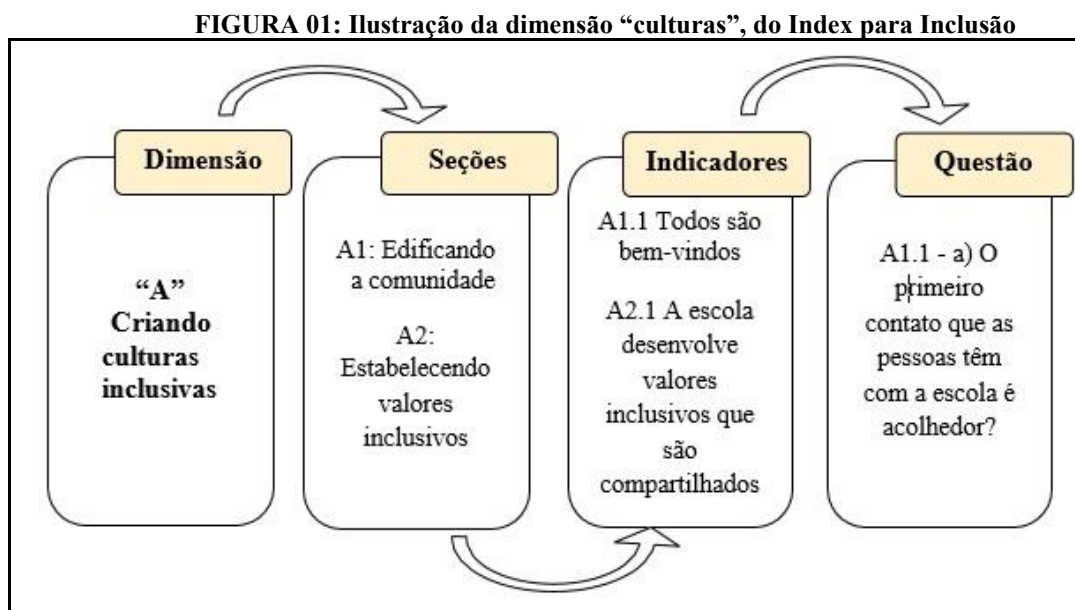 FIGURA 01: Ilustração da dimensão “culturas”, do Index para Inclusão
Dimensão
“A”
Criando
culturas
inclusivas
Seções
A1: Edificando
a comunidade
A2:
Estabelecendo
valores
inclusivos
Indicadores
A1.1 Todos são
bem-vindos
A2.1 A escola
desenvolve
valores
inclusivos que
são
compartilhados
Questão
A1.1 - a) O
primeiro
contato que as
pessoas têm
com a escola é
acolhedor?